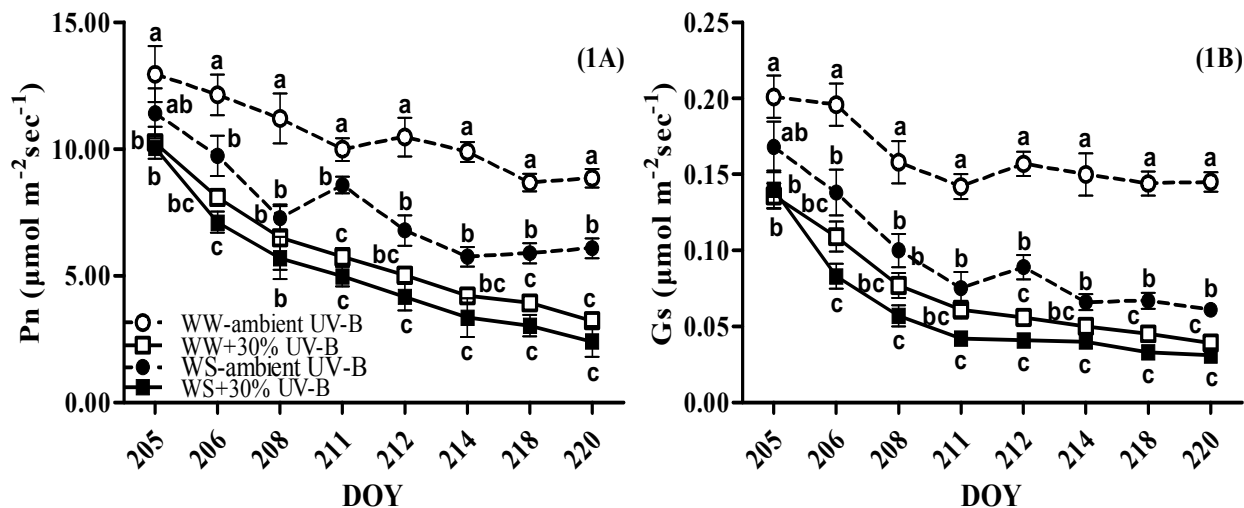 (1A)
Pn (µmol m⁻²sec⁻¹)
15.00
10.00
5.00
0.00
a a a a a a a a
ab b b b b b b b
b bc b c bc bc c c
b c b c c c c c
WW-ambient UV-B
WW+30% UV-B
WS-ambient UV-B
WS+30% UV-B
205 206 208 211 212 214 218 220
DOY
(1B)
Gs (µmol m⁻²sec⁻¹)
0.25
0.20
0.15
0.10
0.05
0.00
a a a a a a a a
ab b b b b b b b
b bc bc bc c bc c c
b c c c c c c c
205 206 208 211 212 214 218 220
DOY